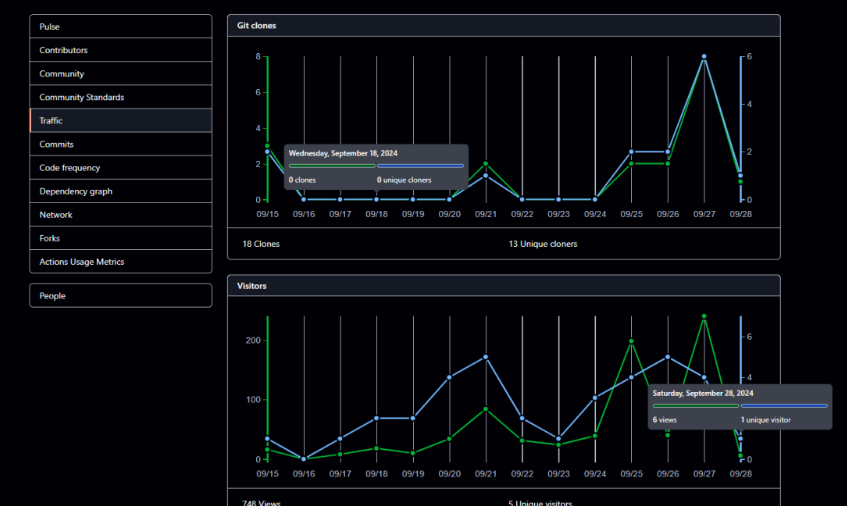 Pulse
Contributors
Community
Community Standards
Traffic
Commits
Code frequency
Dependency graph
Network
Forks
Actions Usage Metrics
People
Git clones
8
6
4
2
0
6
4
2
0
Wednesday, September 18, 2024
0 clones 0 unique cloners
09/15 09/16 09/17 09/18 09/19 09/20 09/21 09/22 09/23 09/24 09/25 09/26 09/27 09/28
18 Clones 13 Unique cloners
Visitors
200
100
0
6
4
0
Saturday, September 28, 2024
6 views 1 unique visitor
09/15 09/16 09/17 09/18 09/19 09/20 09/21 09/22 09/23 09/24 09/25 09/26 09/27 09/28
748 Views 5 Unique visitors